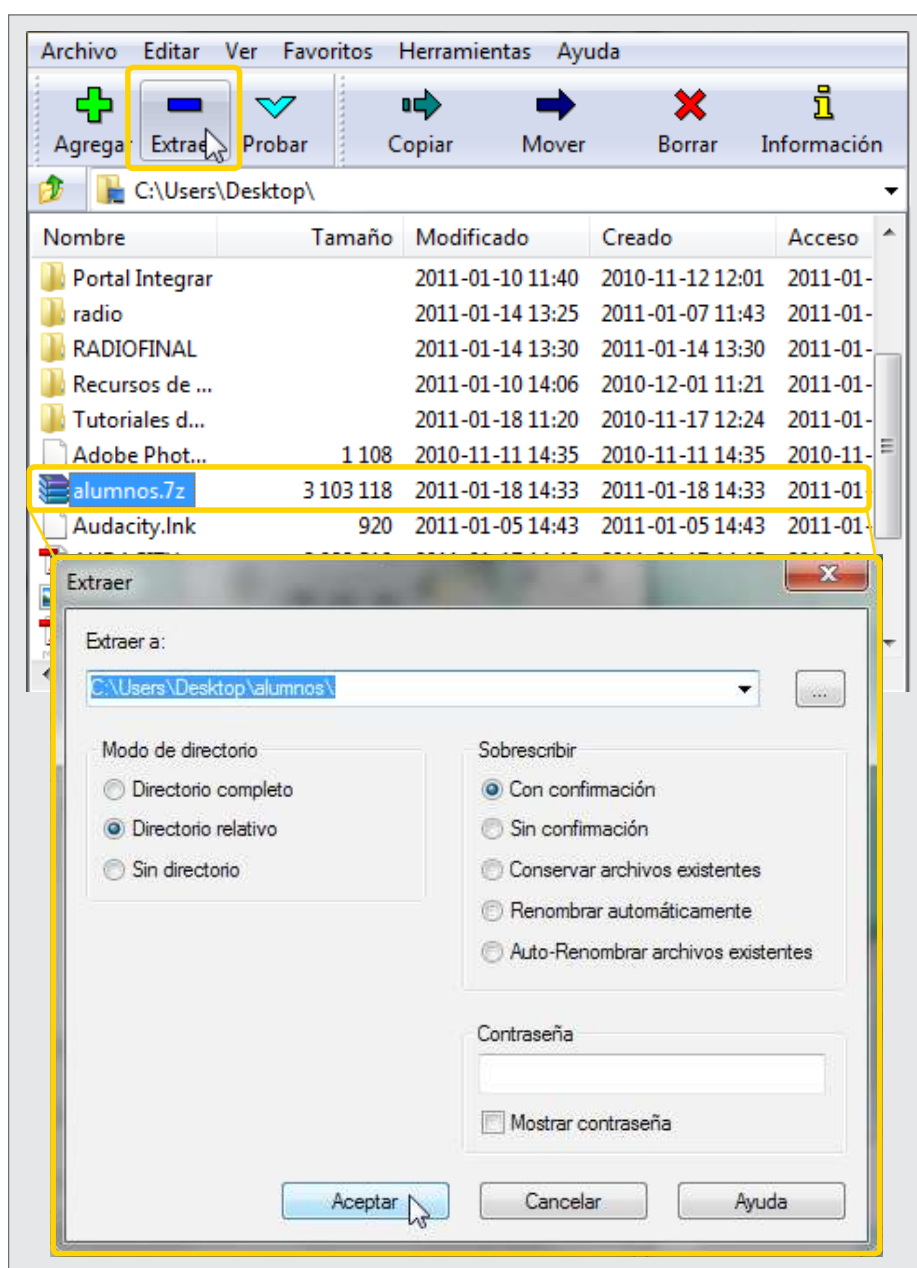 Archivo Editar Ver Favoritos Herramientas Ayuda
Agregar Extraer Probar Copiar Mover Borrar Información
C:\Users\Desktop\
Nombre Tamaño Modificado Creado Acceso
Portal Integrar 2011-01-10 11:40 2010-11-12 12:01 2011-01-
radio 2011-01-14 13:25 2011-01-07 11:43 2011-01-
RADIOFINAL 2011-01-14 13:30 2011-01-14 13:30 2011-01-
Recursos de ... 2011-01-10 14:06 2010-12-01 11:21 2011-01-
Tutoriales d... 2011-01-18 11:20 2010-11-17 12:24 2011-01-
Adobe Phot... 1 108 2010-11-11 14:35 2010-11-11 14:35 2010-11-
alumnos.7z 3 103 118 2011-01-18 14:33 2011-01-18 14:33 2011-01-
Audacity.lnk 920 2011-01-05 14:43 2011-01-05 14:43 2011-01-
Extraer
Extraer a:
C:\Users\Desktop\alumnos\
...
Modo de directorio
Directorio completo
Directorio relativo
Sin directorio
Sobrescribir
Con confirmación
Sin confirmación
Conservar archivos existentes
Renombrar automáticamente
Auto-Renombrar archivos existentes
Contraseña
Mostrar contraseña
Aceptar Cancelar Ayuda